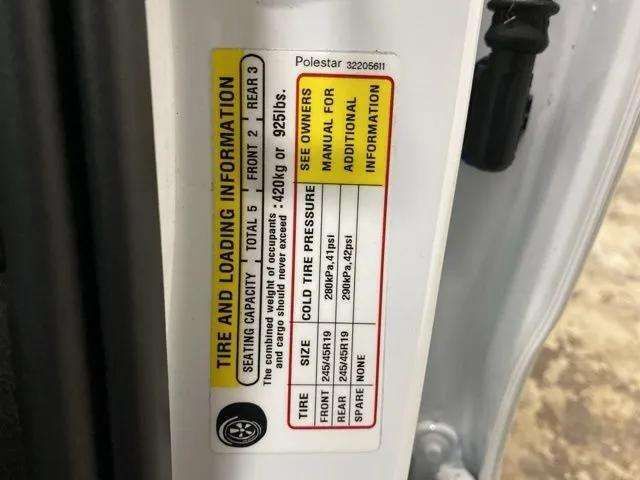 Polestar 32205611
TIRE AND LOADING INFORMATION
SEATING CAPACITY TOTAL 5 FRONT 2 REAR 3
The combined weight of occupants
and cargo should never exceed : 420kg or 925lbs.
TIRE SIZE COLD TIRE PRESSURE
FRONT 245/45R19 280kPa,41psi
REAR 245/45R19 290kPa,42psi
SPARE NONE
SEE OWNERS
MANUAL FOR
ADDITIONAL
INFORMATION